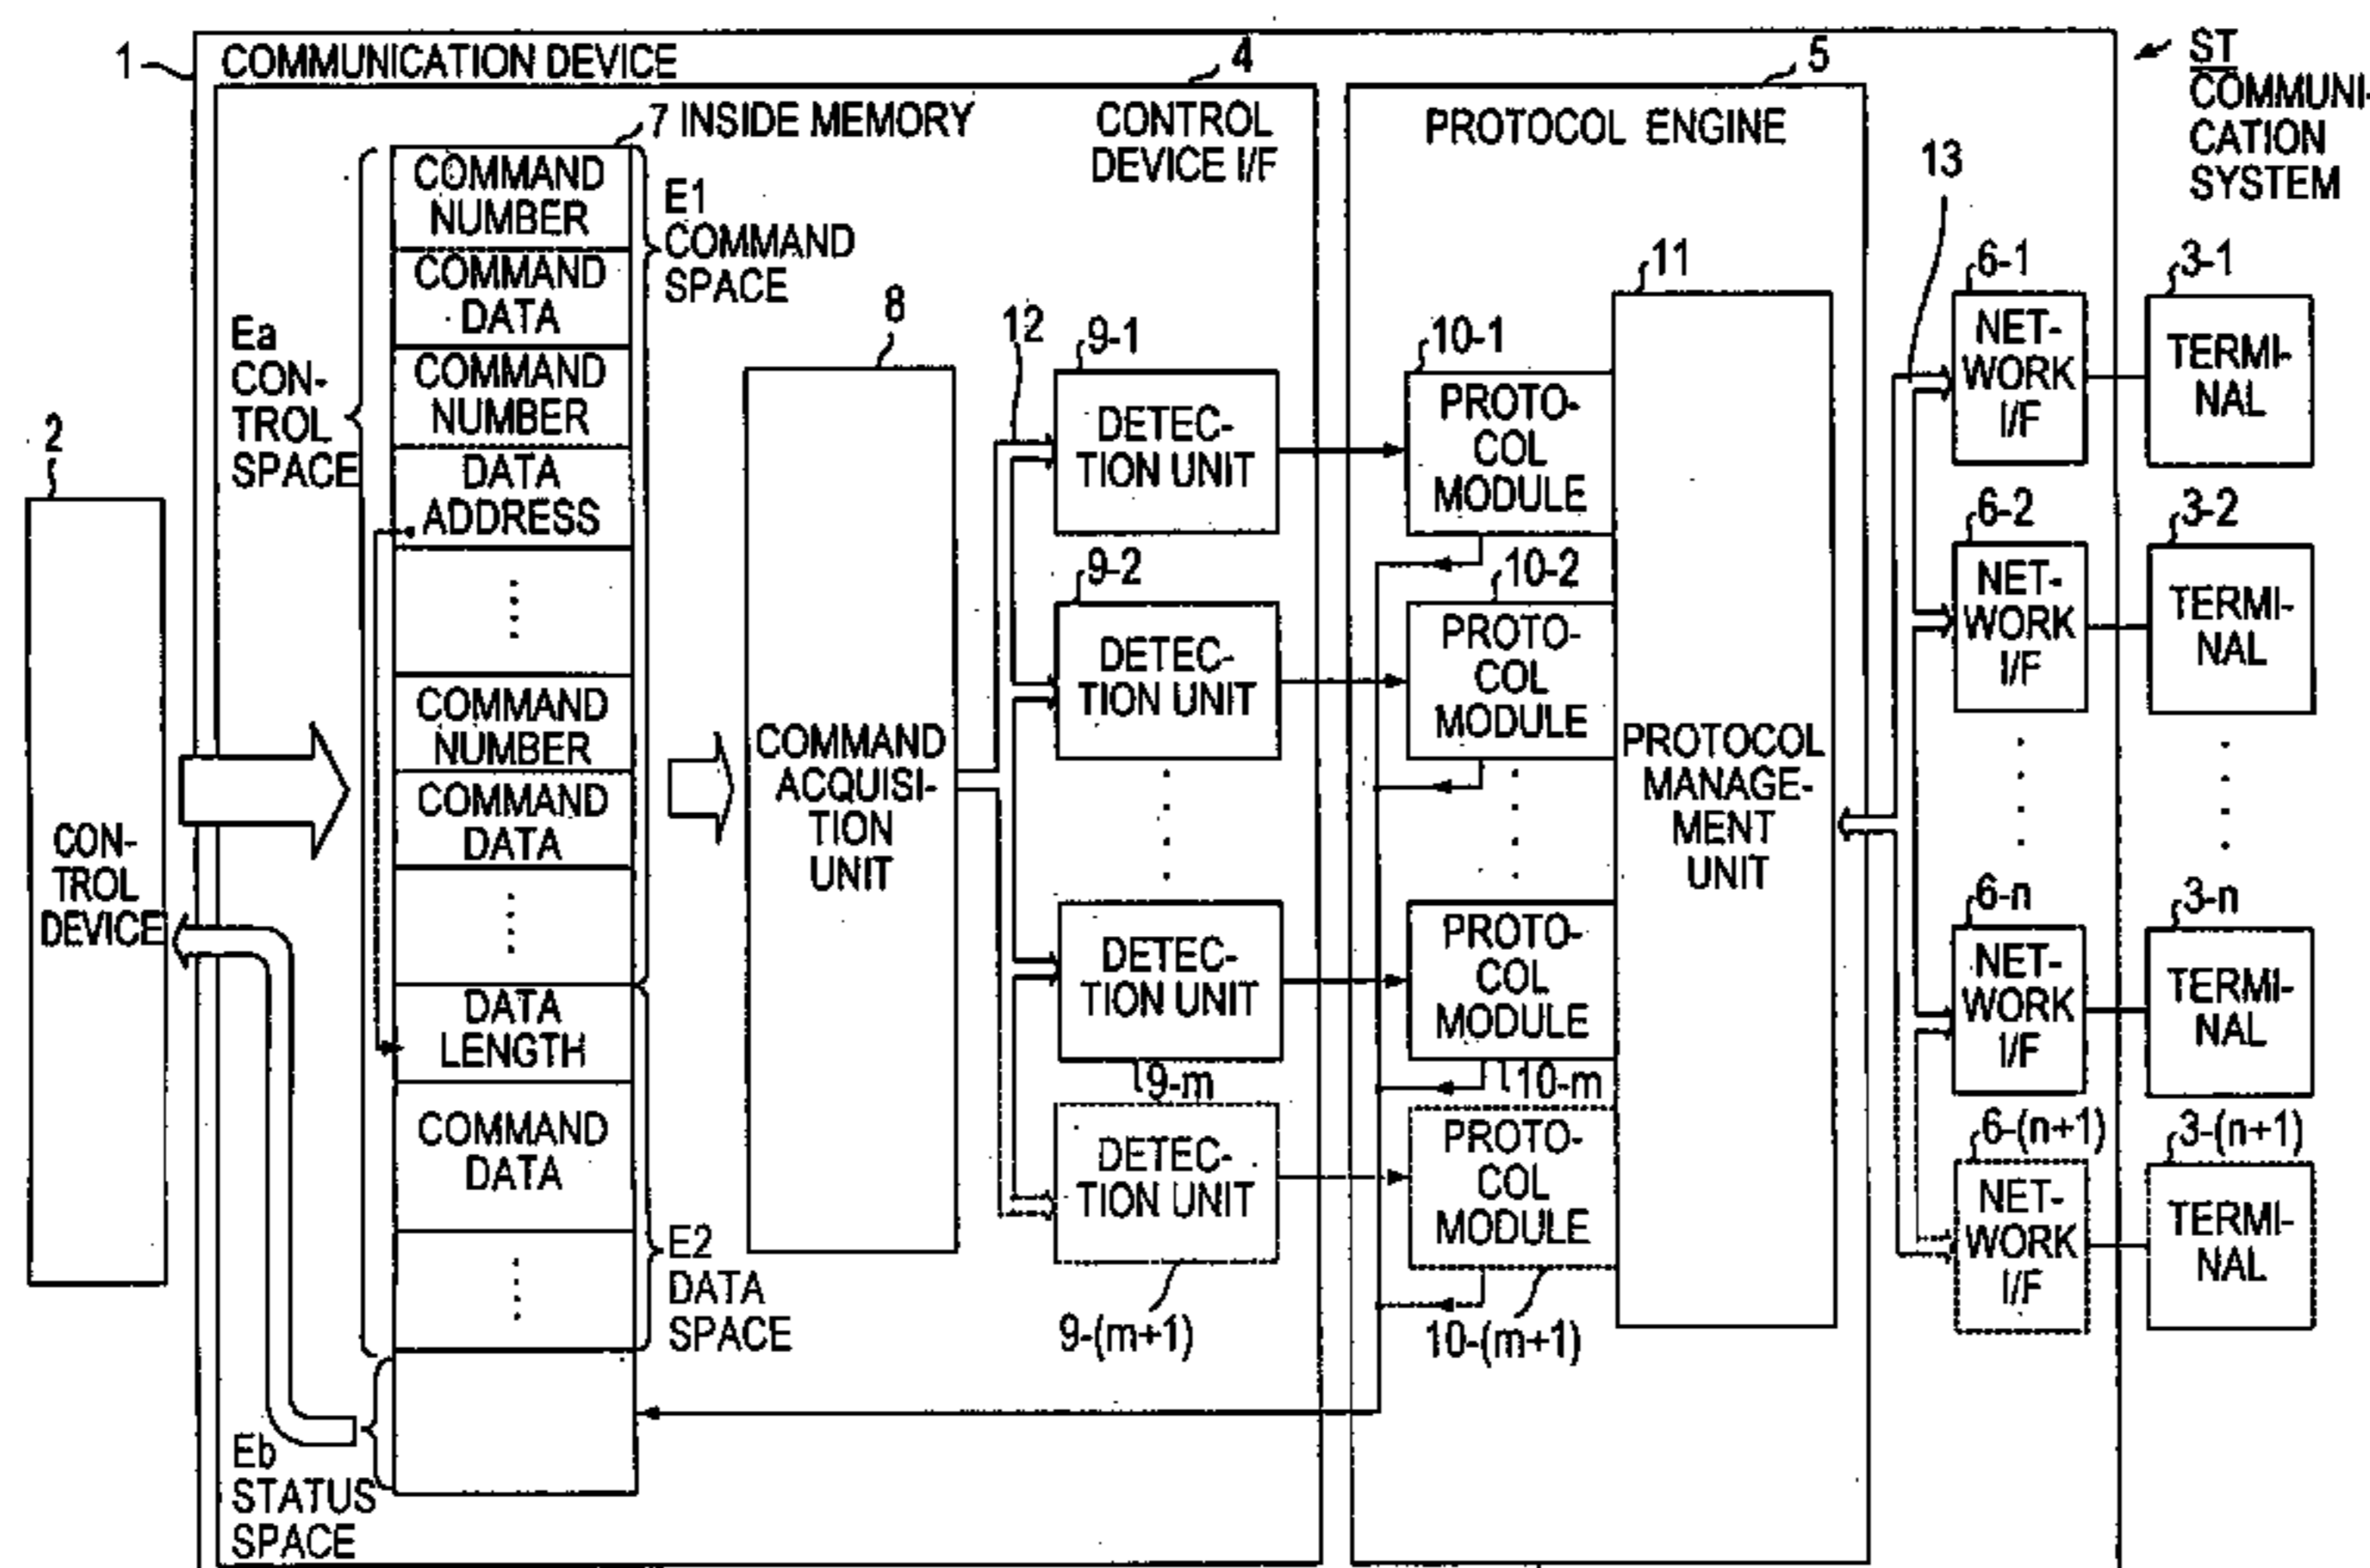 1
COMMUNICATION DEVICE
4
5
ST
COMMUNI-
CATION
SYSTEM
7 INSIDE MEMORY
CONTROL
DEVICE I/F
PROTOCOL ENGINE
13
COMMAND
NUMBER
COMMAND
DATA
COMMAND
NUMBER
DATA
ADDRESS
COMMAND
NUMBER
COMMAND
DATA
DATA
LENGTH
COMMAND
DATA
E1
COMMAND
SPACE
Ea
CON-
TROL
SPACE
E2
DATA
SPACE
Eb
STATUS
SPACE
2
CON-
TROL
DEVICE
8
COMMAND
ACQUISI-
TION
UNIT
12
9-1
DETEC-
TION UNIT
9-2
DETEC-
TION UNIT
DETEC-
TION UNIT
9-m
DETEC-
TION UNIT
9-(m+1)
10-1
PROTO-
COL
MODULE
10-2
PROTO-
COL
MODULE
PROTO-
COL
MODULE
10-m
PROTO-
COL
MODULE
10-(m+1)
11
PROTOCOL
MANAGE-
MENT
UNIT
6-1
NET-
WORK
I/F
6-2
NET-
WORK
I/F
6-n
NET-
WORK
I/F
6-(n+1)
NET-
WORK
I/F
3-1
TERMI-
NAL
3-2
TERMI-
NAL
3-n
TERMI-
NAL
3-(n+1)
TERMI-
NAL